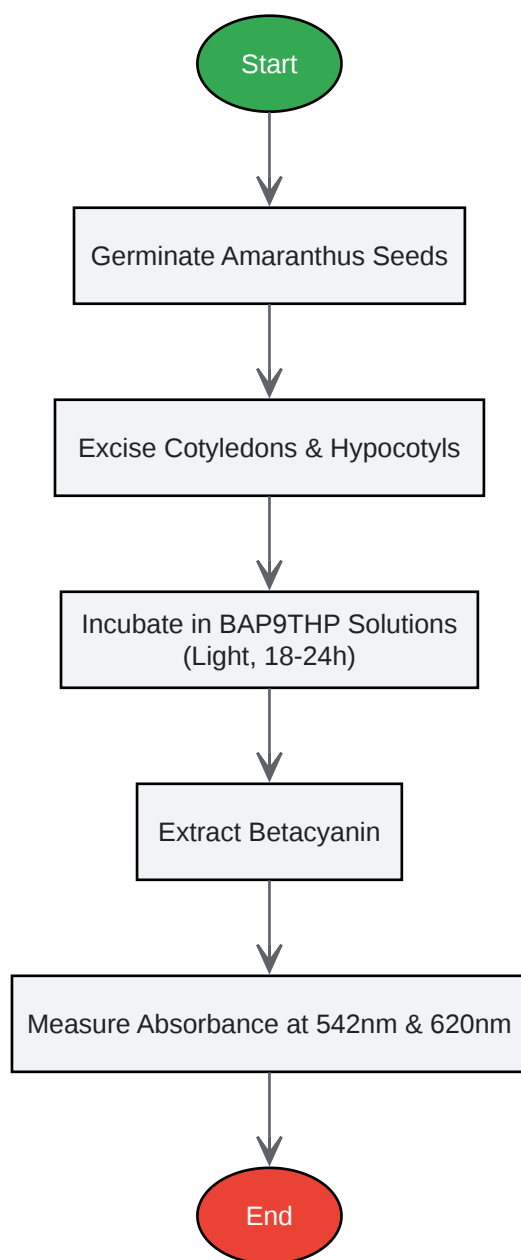 Start
Germinate Amaranthus Seeds
Excise Cotyledons & Hypocotyls
Incubate in BAP9THP Solutions
(Light, 18-24h)
Extract Betacyanin
Measure Absorbance at 542nm & 620nm
End